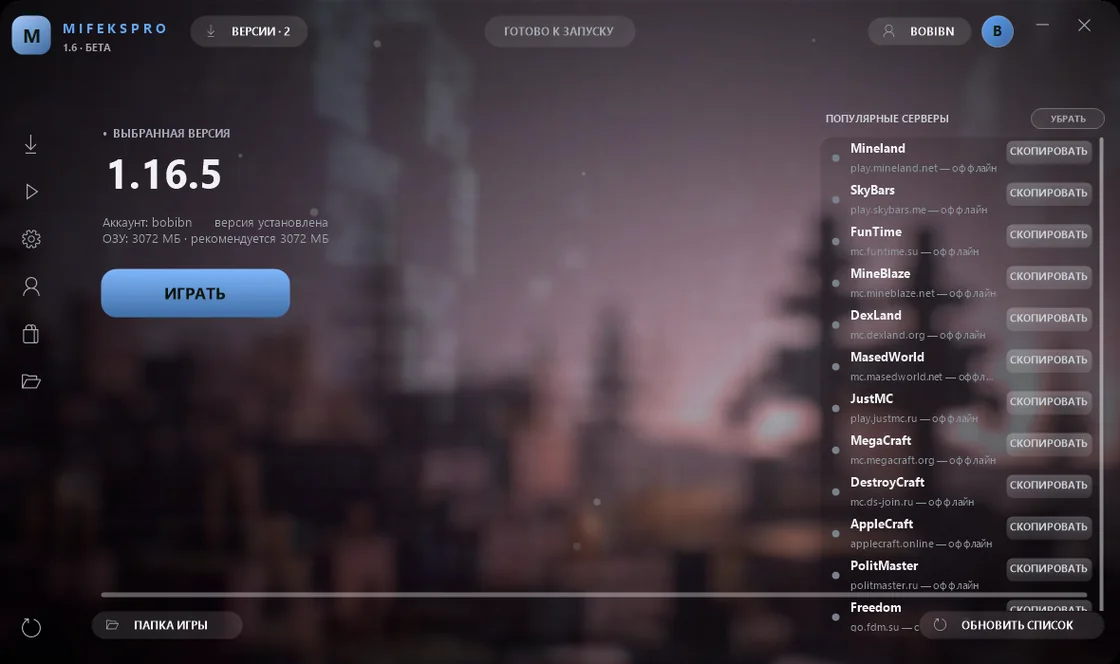 M
MIFEKSPRO
1.6 · БЕТА
ВЕРСИИ · 2
ГОТОВО К ЗАПУСКУ
BOBIBN
B
• ВЫБРАННАЯ ВЕРСИЯ
1.16.5
Аккаунт: bobibn версия установлена
ОЗУ: 3072 МБ · рекомендуется 3072 МБ
ИГРАТЬ
ПОПУЛЯРНЫЕ СЕРВЕРЫ
УБРАТЬ
Mineland
play.mineland.net — оффлайн
СКОПИРОВАТЬ
SkyBars
play.skybars.me — оффлайн
СКОПИРОВАТЬ
FunTime
mc.funtime.su — оффлайн
СКОПИРОВАТЬ
MineBlaze
mc.mineblaze.net — оффлайн
СКОПИРОВАТЬ
DexLand
mc.dexland.org — оффлайн
СКОПИРОВАТЬ
MasedWorld
mc.masedworld.net — оффл...
СКОПИРОВАТЬ
JustMC
play.justmc.ru — оффлайн
СКОПИРОВАТЬ
MegaCraft
mc.megacraft.org — оффлайн
СКОПИРОВАТЬ
DestroyCraft
mc.ds-join.ru — оффлайн
СКОПИРОВАТЬ
AppleCraft
applecraft.online — оффлайн
СКОПИРОВАТЬ
PolitMaster
politmaster.ru — оффлайн
СКОПИРОВАТЬ
Freedom
go.fdm.su —
СКОПИРОВАТЬ
ПАПКА ИГРЫ
ОБНОВИТЬ СПИСОК